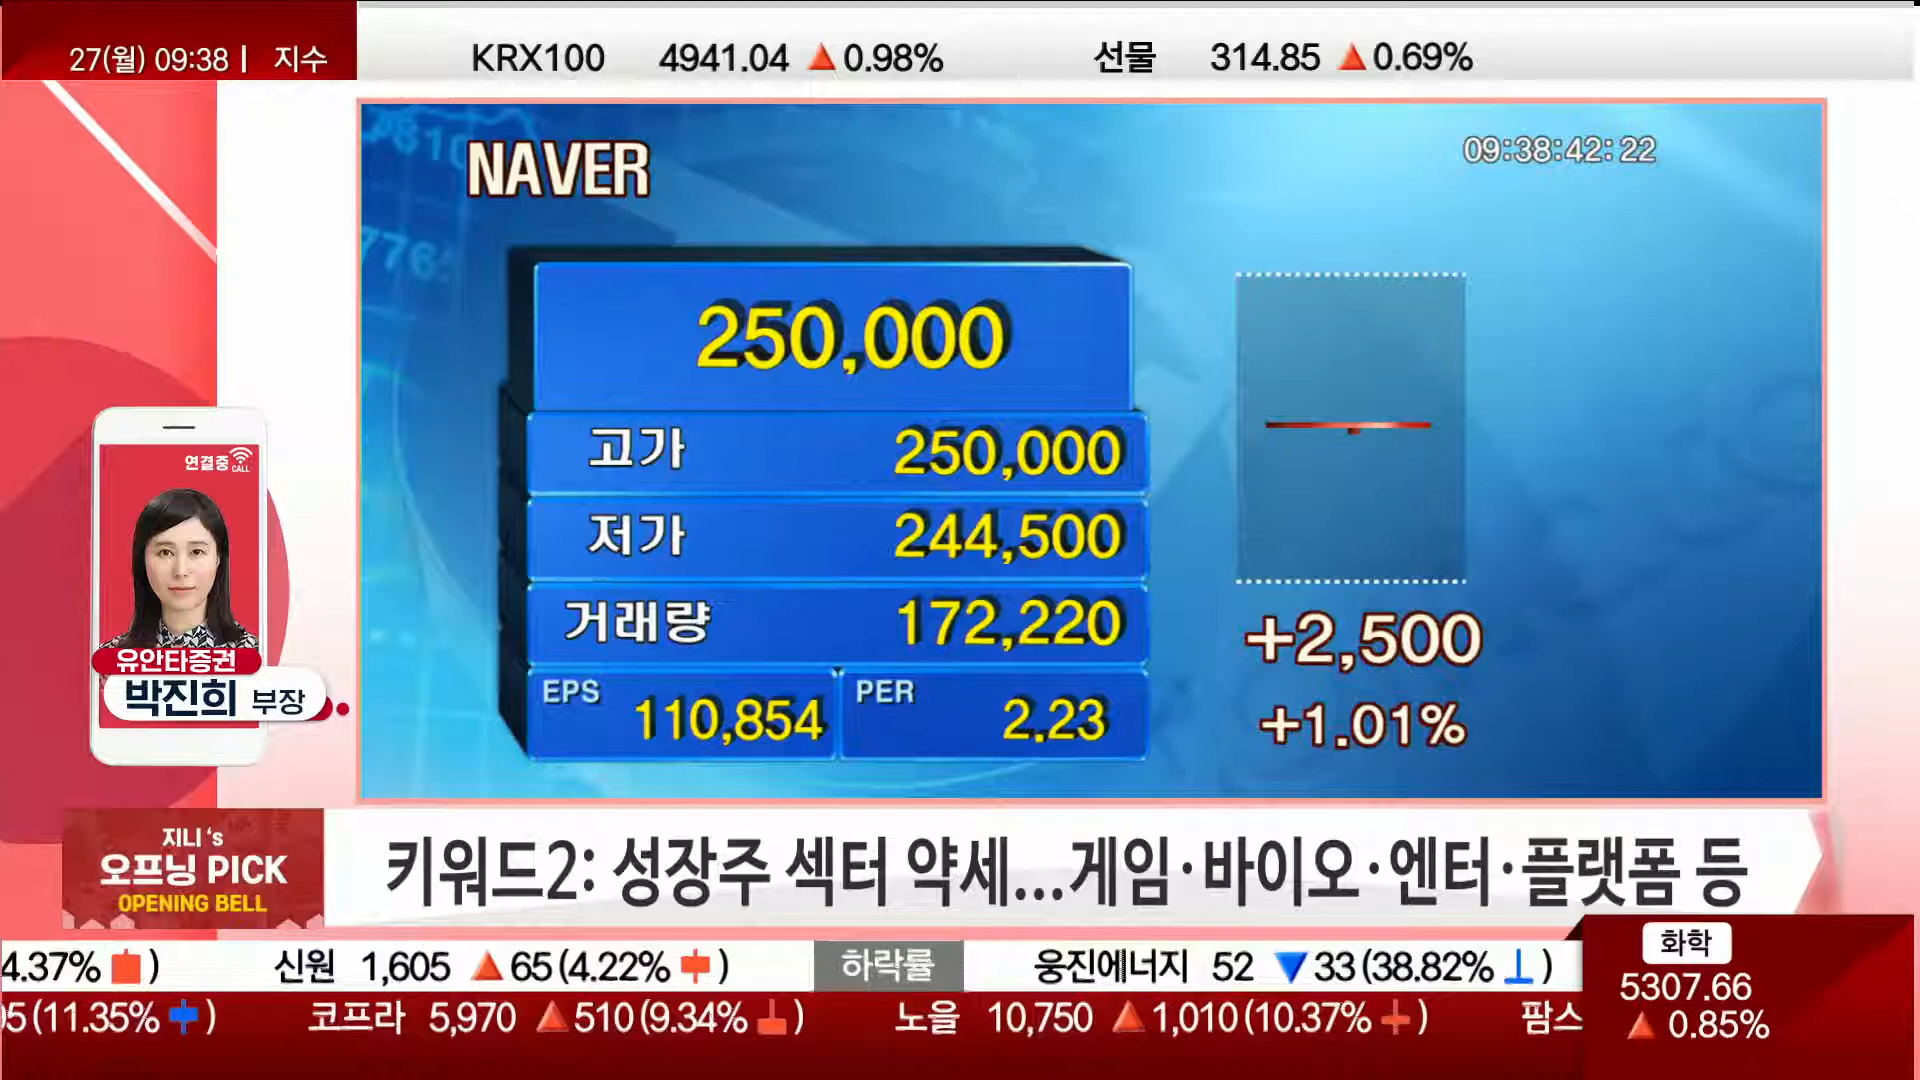 27(월) 09:38 | 지수 KRX100 4941.04 ▲0.98% 선물 314.85 ▲0.69%
NAVER
09:38:42:22
250,000
고가 250,000
저가 244,500
거래량 172,220
EPS 110,854 PER 2.23
+2,500
+1.01%
연결중
CALL
유안타증권
박진희 부장
지니 ‘s
오프닝 PICK
OPENING BELL
키워드2: 성장주 섹터 약세...게임·바이오·엔터·플랫폼 등
4.37% ) 신원 1,605 ▲65(4.22% ) 하락률 웅진에너지 52 ▼33(38.82% )
5(11.35% ) 코프라 5,970 ▲510(9.34% ) 노을 10,750 ▲1,010(10.37% ) 팜스
화학
5307.66
▲ 0.85%